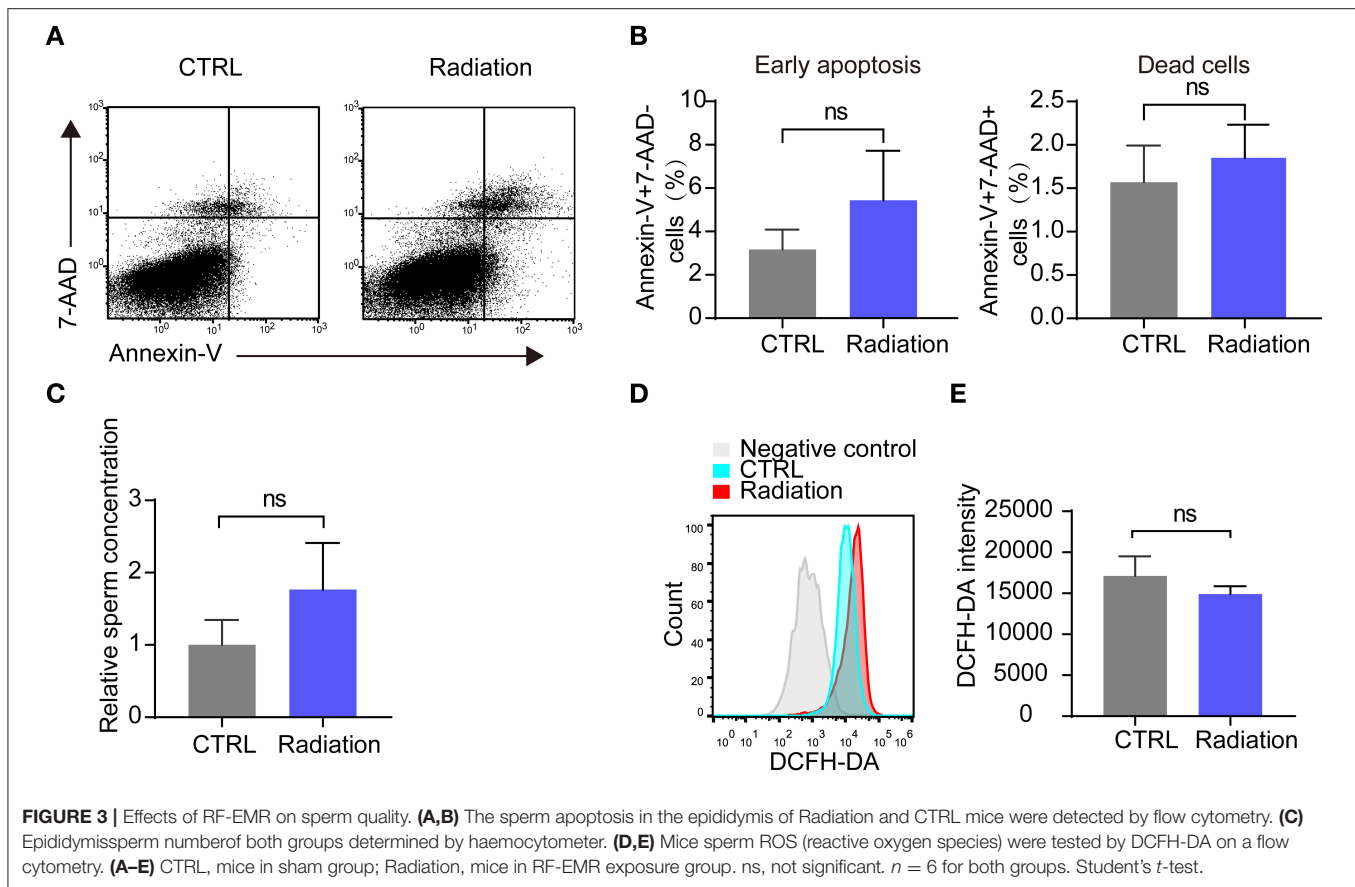 A
CTRL
Radiation
10³
10²
10¹
10⁰
7-AAD
10⁰ 10¹ 10² 10³
10⁰ 10¹ 10² 10³
Annexin-V
B
Early apoptosis
Annexin-V+7-AAD-
cells (%)
10
8
6
4
2
0
ns
CTRL Radiation
Dead cells
Annexin-V+7-AAD+
cells (%)
2.5
2.0
1.5
1.0
0.5
0.0
ns
CTRL Radiation
C
Relative sperm concentration
3
2
1
0
ns
CTRL Radiation
D
Negative control
CTRL
Radiation
Count
100
80
60
40
20
0
10⁰ 10¹ 10² 10³ 10⁴ 10⁵ 10⁶
DCFH-DA
E
DCFH-DA intensity
25000
20000
15000
10000
5000
0
ns
CTRL Radiation
FIGURE 3 | Effects of RF-EMR on sperm quality. (A,B) The sperm apoptosis in the epididymis of Radiation and CTRL mice were detected by flow cytometry. (C)
Epididymissperm numberof both groups determined by haemocytometer. (D,E) Mice sperm ROS (reactive oxygen species) were tested by DCFH-DA on a flow
cytometry. (A–E) CTRL, mice in sham group; Radiation, mice in RF-EMR exposure group. ns, not significant. n = 6 for both groups. Student's t-test.